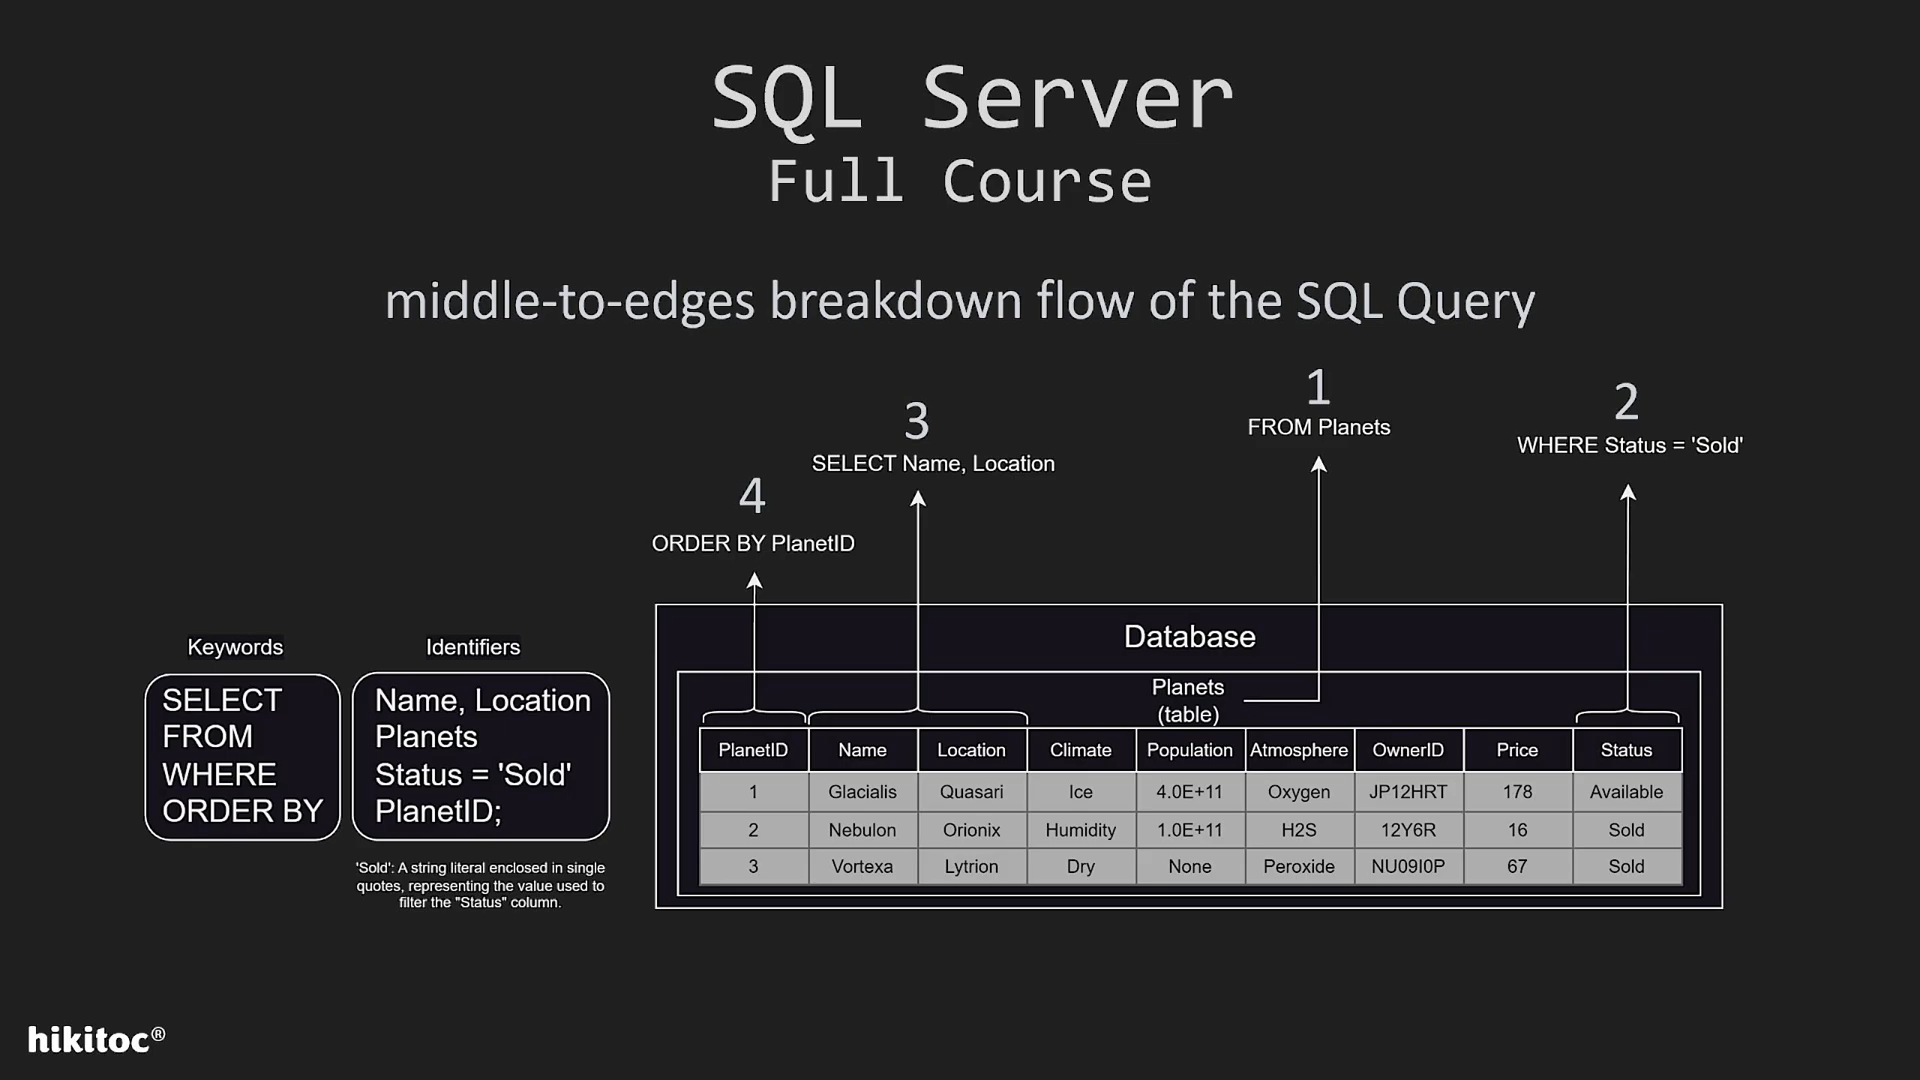 SQL Server
Full Course
middle-to-edges breakdown flow of the SQL Query
1
FROM Planets
2
WHERE Status = 'Sold'
3
SELECT Name, Location
4
ORDER BY PlanetID
Keywords
SELECT
FROM
WHERE
ORDER BY
Identifiers
Name, Location
Planets
Status = 'Sold'
PlanetID;
'Sold': A string literal enclosed in single
quotes, representing the value used to
filter the "Status" column.
Database
Planets
(table)
PlanetID Name Location Climate Population Atmosphere OwnerID Price Status
1 Glacialis Quasari Ice 4.0E+11 Oxygen JP12HRT 178 Available
2 Nebulon Orionix Humidity 1.0E+11 H2S 12Y6R 16 Sold
3 Vortexa Lytrion Dry None Peroxide NU09I0P 67 Sold
hikitoc®